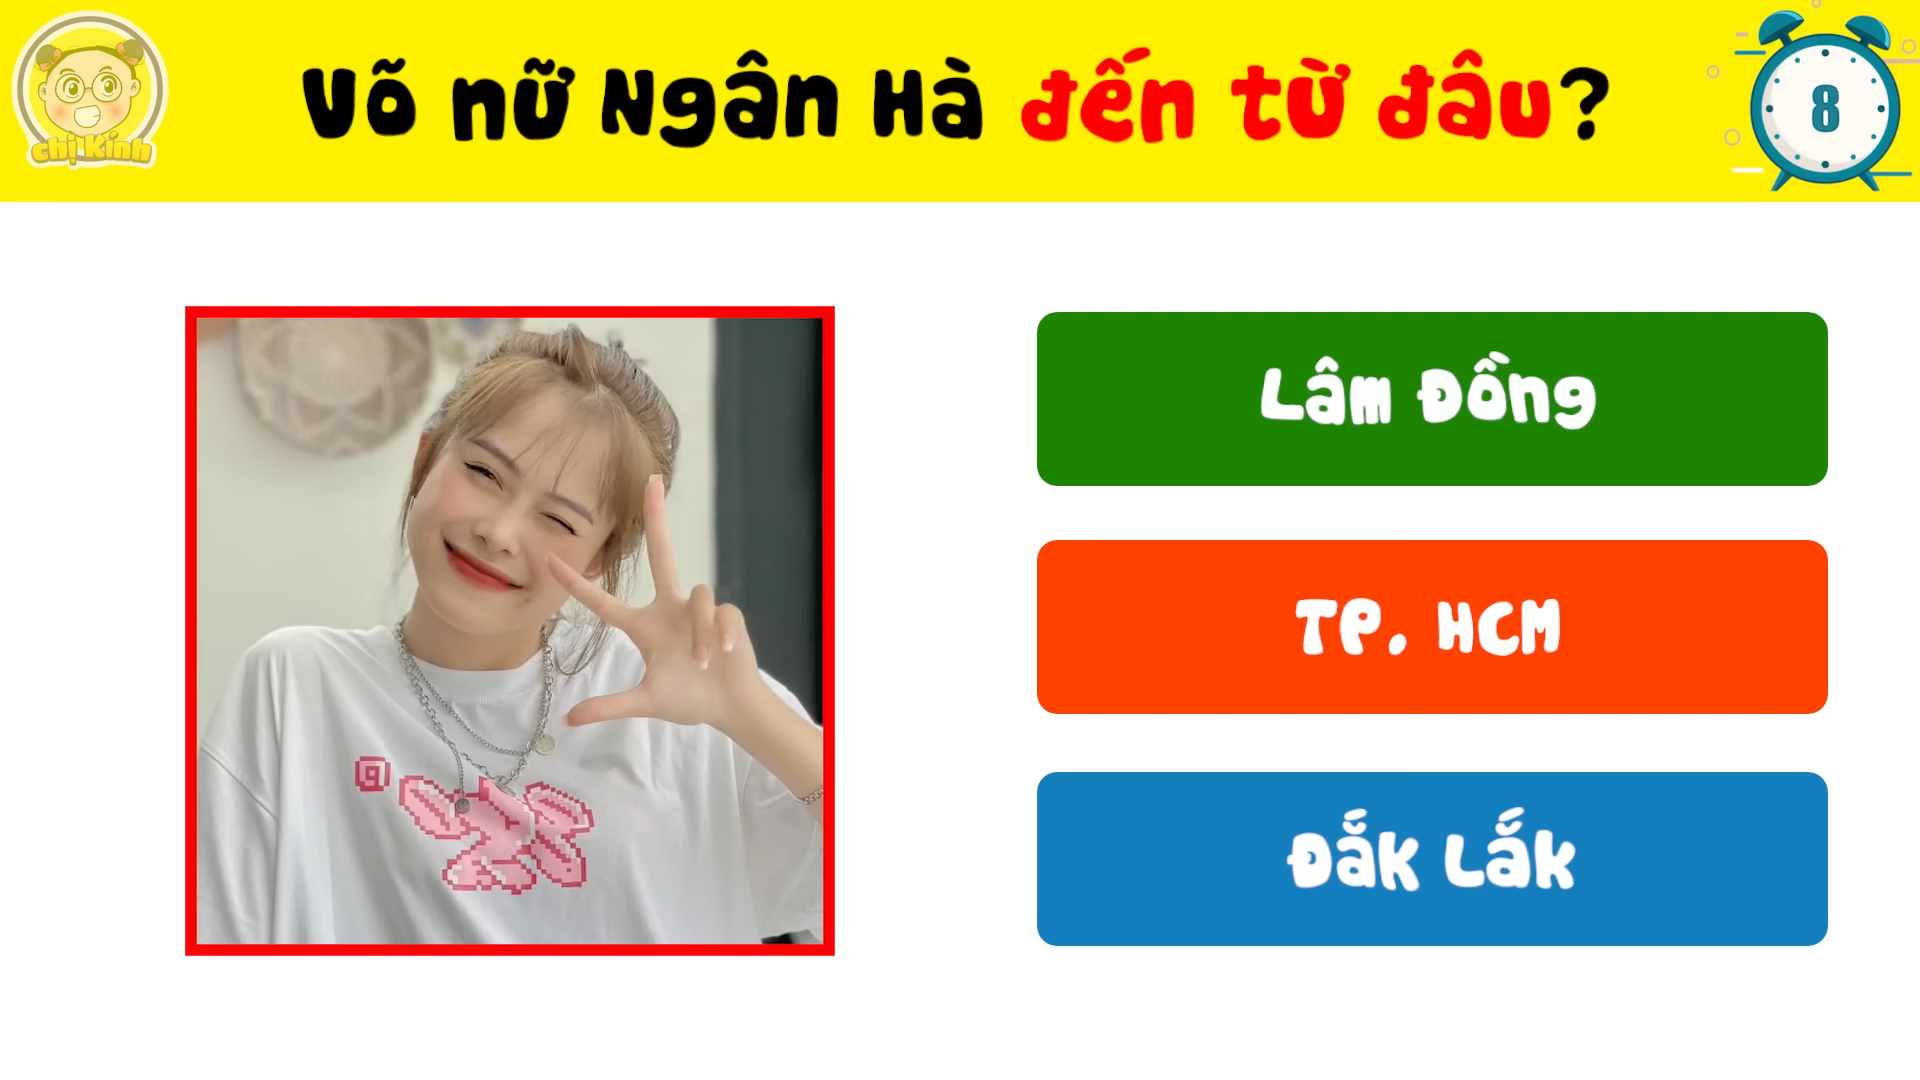 Võ nữ Ngân Hà đến từ đâu?
8
chị Kính
Lâm Đồng
TP. HCM
Đắk Lắk